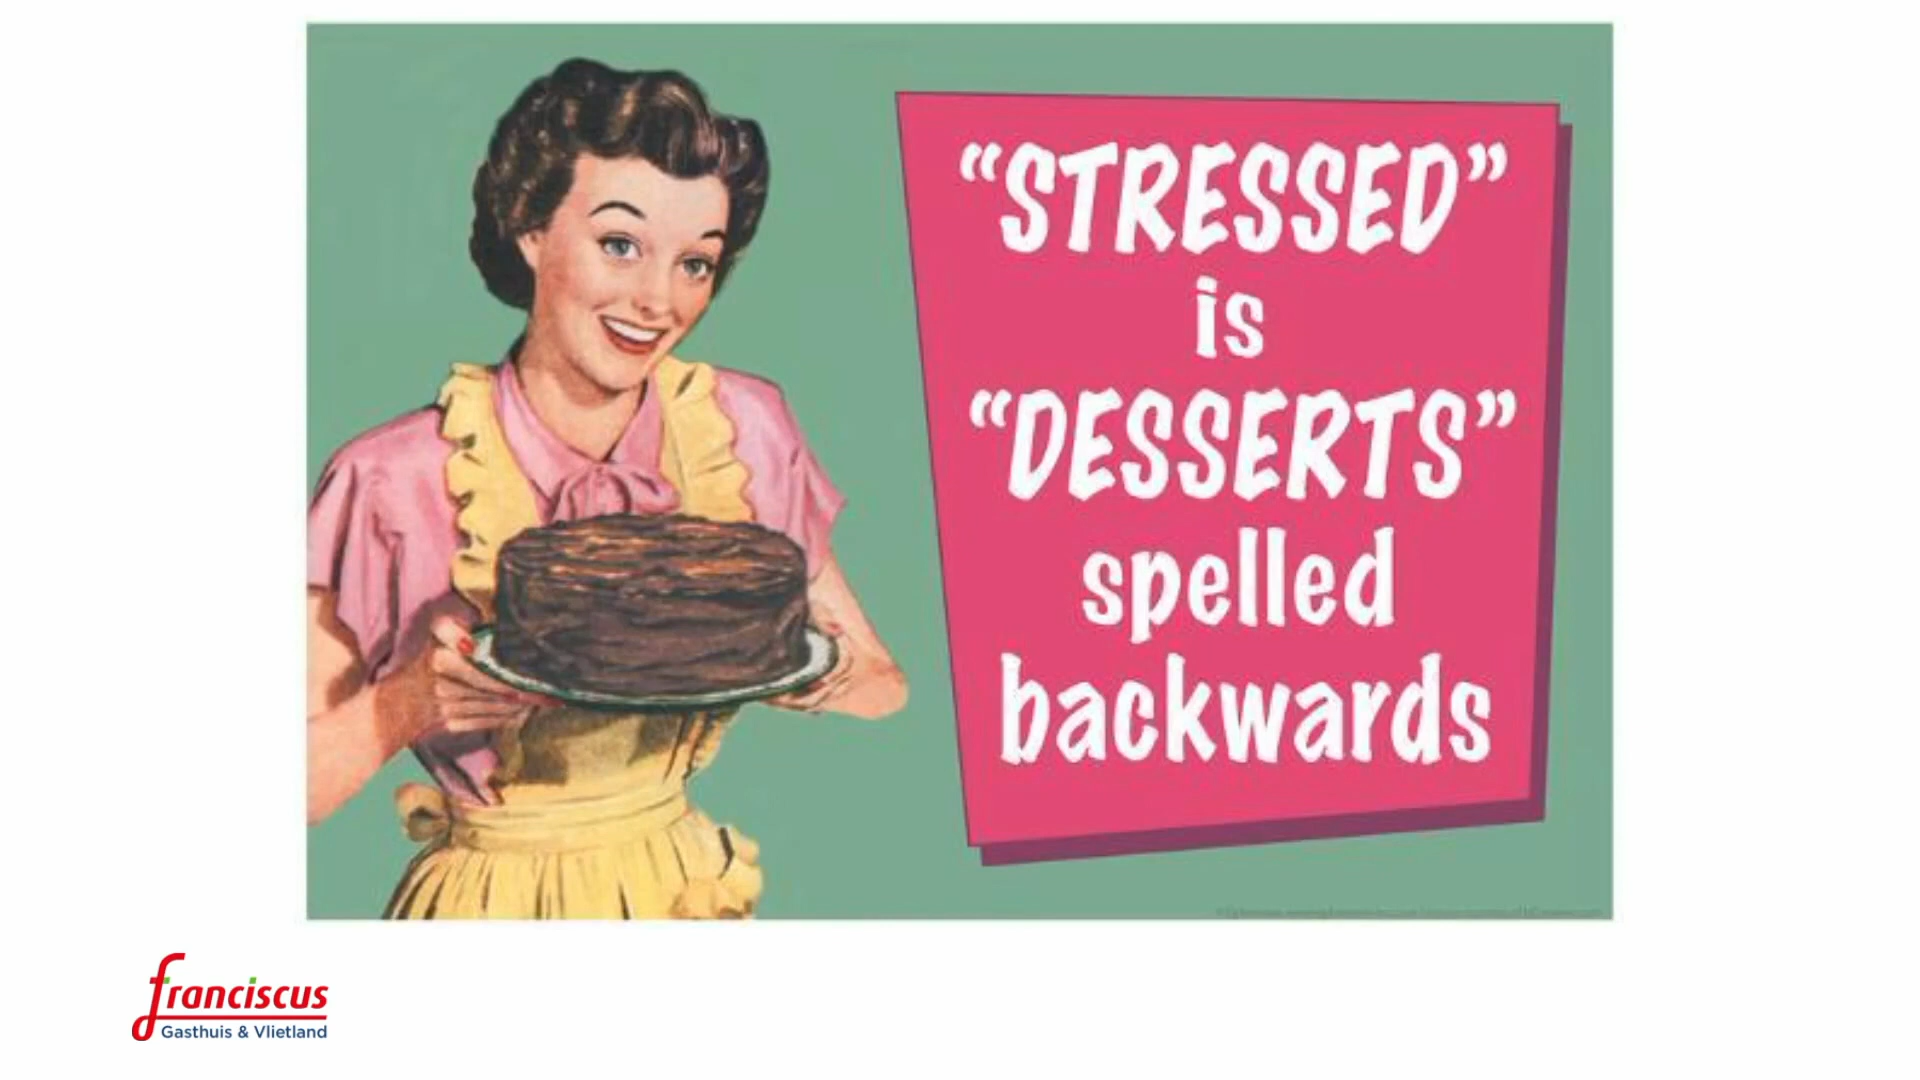 “STRESSED”
is
“DESSERTS”
spelled
backwards
franciscus
Gasthuis & Vlietland